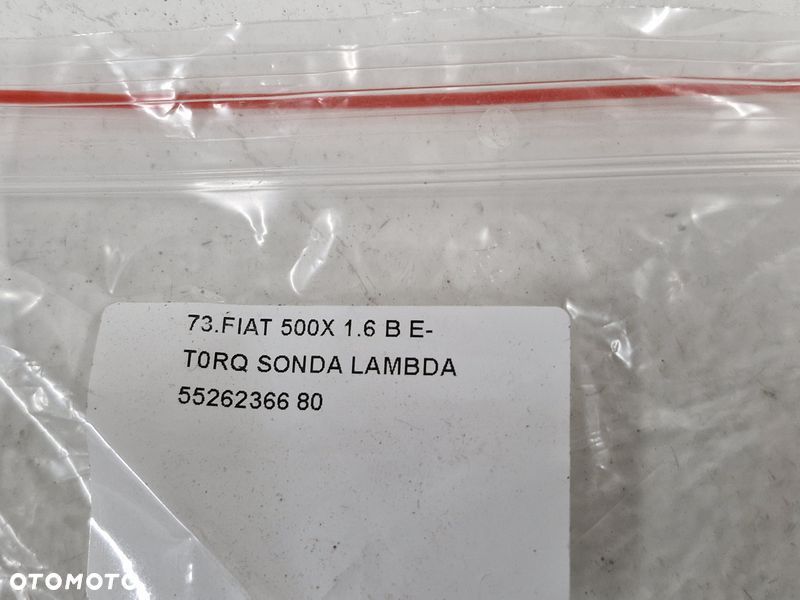 73.FIAT 500X 1.6 B E-
T0RQ SONDA LAMBDA
55262366 80
OTOMOTO